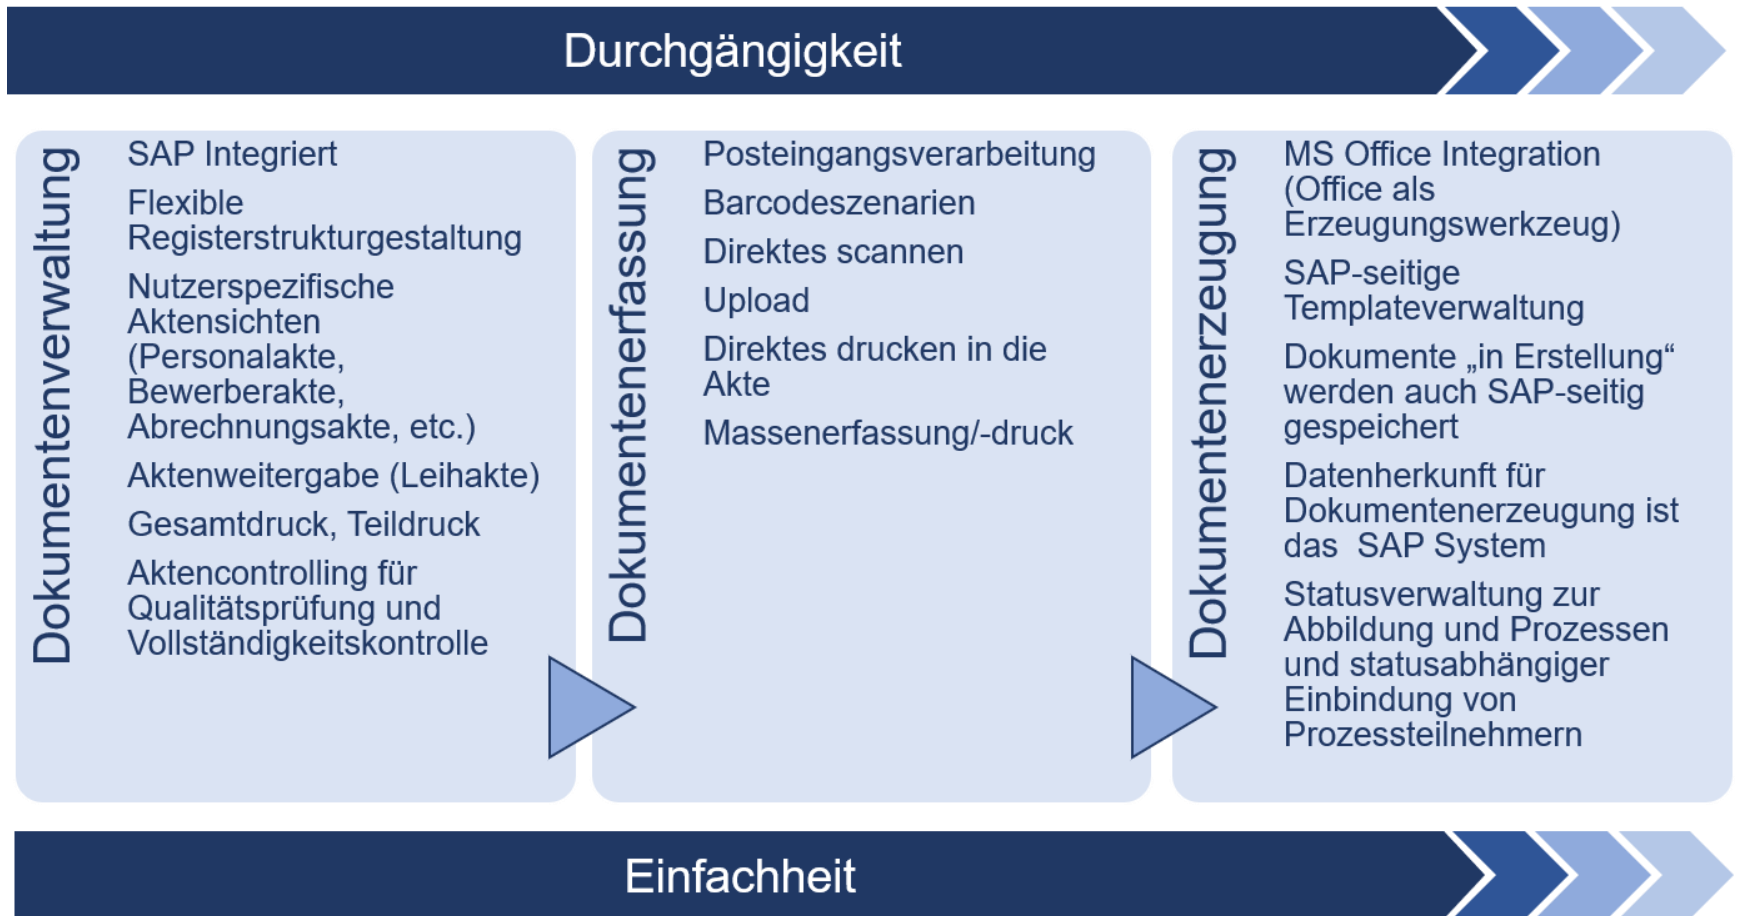 Durchgängigkeit
Dokumentenverwaltung
SAP Integriert
Flexible
Registerstrukturgestaltung
Nutzerspezifische
Aktensichten
(Personalakte,
Bewerberakte,
Abrechnungsakte, etc.)
Aktenweitergabe (Leihakte)
Gesamtdruck, Teildruck
Aktencontrolling für
Qualitätsprüfung und
Vollständigkeitskontrolle
Dokumentenerfassung
Posteingangsverarbeitung
Barcodeszenarien
Direktes scannen
Upload
Direktes drucken in die
Akte
Massenerfassung/-druck
Dokumentenerzeugung
MS Office Integration
(Office als
Erzeugungswerkzeug)
SAP-seitige
Templateverwaltung
Dokumente „in Erstellung“
werden auch SAP-seitig
gespeichert
Datenherkunft für
Dokumentenerzeugung ist
das  SAP System
Statusverwaltung zur
Abbildung und Prozessen
und statusabhängiger
Einbindung von
Prozessteilnehmern
Einfachheit